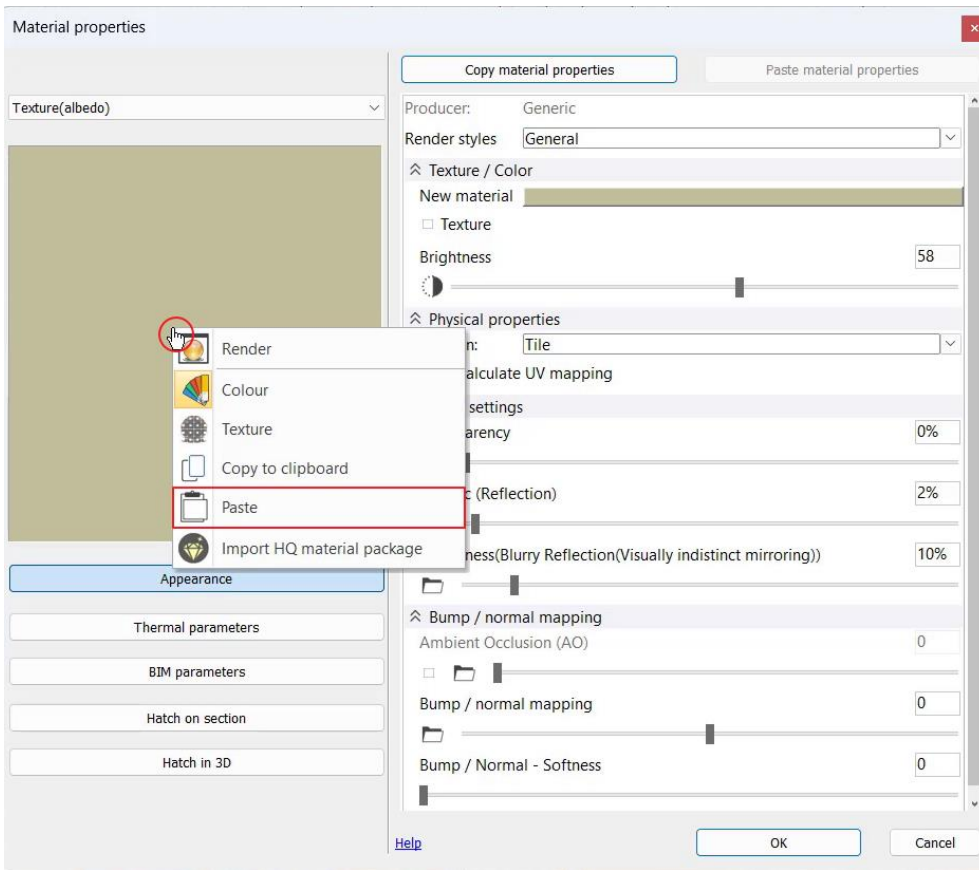 Material properties
Copy material properties
Paste material properties
Texture(albedo)
Producer: Generic
Render styles General
Texture / Color
New material
Texture
Brightness 58
Physical properties
n: Tile
alculate UV mapping
settings
arency 0%
c (Reflection) 2%
ness(Blurry Reflection(Visually indistinct mirroring)) 10%
Bump / normal mapping
Ambient Occlusion (AO) 0
Bump / normal mapping 0
Bump / Normal - Softness 0
Render
Colour
Texture
Copy to clipboard
Paste
Import HQ material package
Appearance
Thermal parameters
BIM parameters
Hatch on section
Hatch in 3D
Help
OK
Cancel